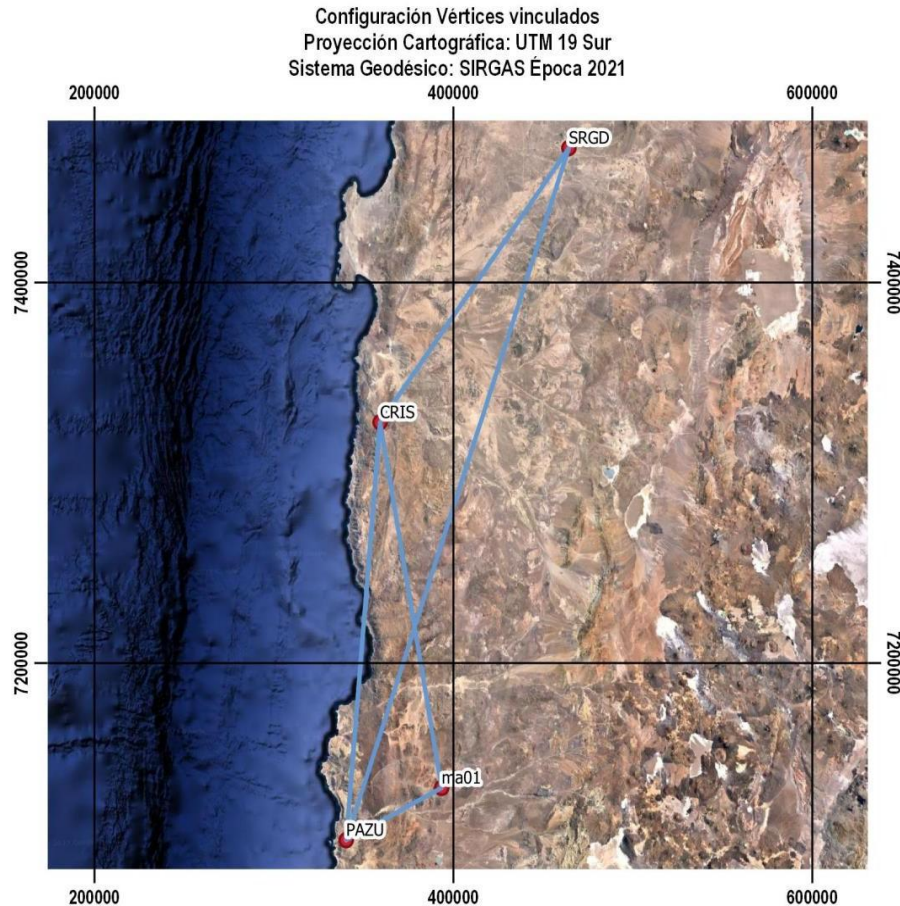 Configuración Vértices vinculados
Proyección Cartográfica: UTM 19 Sur
Sistema Geodésico: SIRGAS Época 2021
200000 400000 600000
SRGD
7400000 7400000
CRIS
7200000 7200000
ma01
PAZU
200000 400000 600000